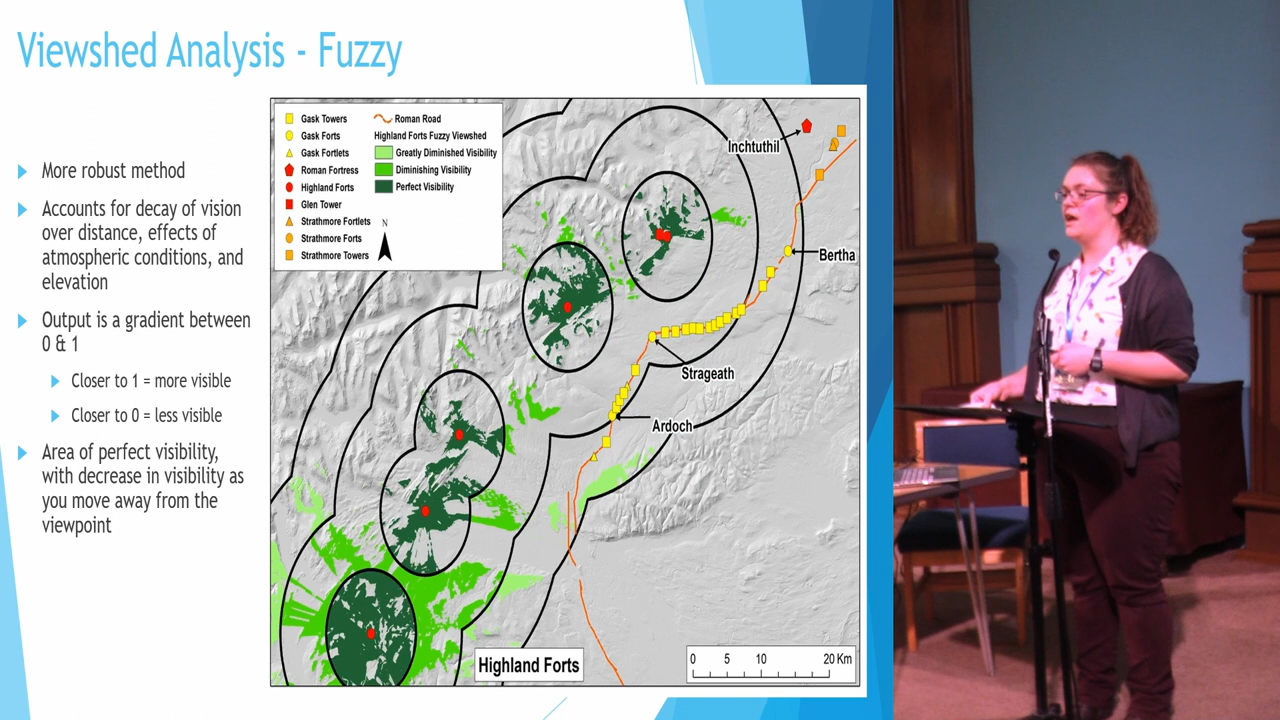 Viewshed Analysis - Fuzzy
More robust method
Accounts for decay of vision
over distance, effects of
atmospheric conditions, and
elevation
Output is a gradient between
0 & 1
Closer to 1 = more visible
Closer to 0 = less visible
Area of perfect visibility,
with decrease in visibility as
you move away from the
viewpoint
Gask Towers
Gask Forts
Gask Fortlets
Roman Fortress
Highland Forts
Glen Tower
Strathmore Fortlets
Strathmore Forts
Strathmore Towers
Roman Road
Highland Forts Fuzzy Viewshed
Greatly Diminished Visibility
Diminishing Visibility
Perfect Visibility
N
Inchtuthil
Bertha
Strageath
Ardoch
Highland Forts
0 5 10 20 Km